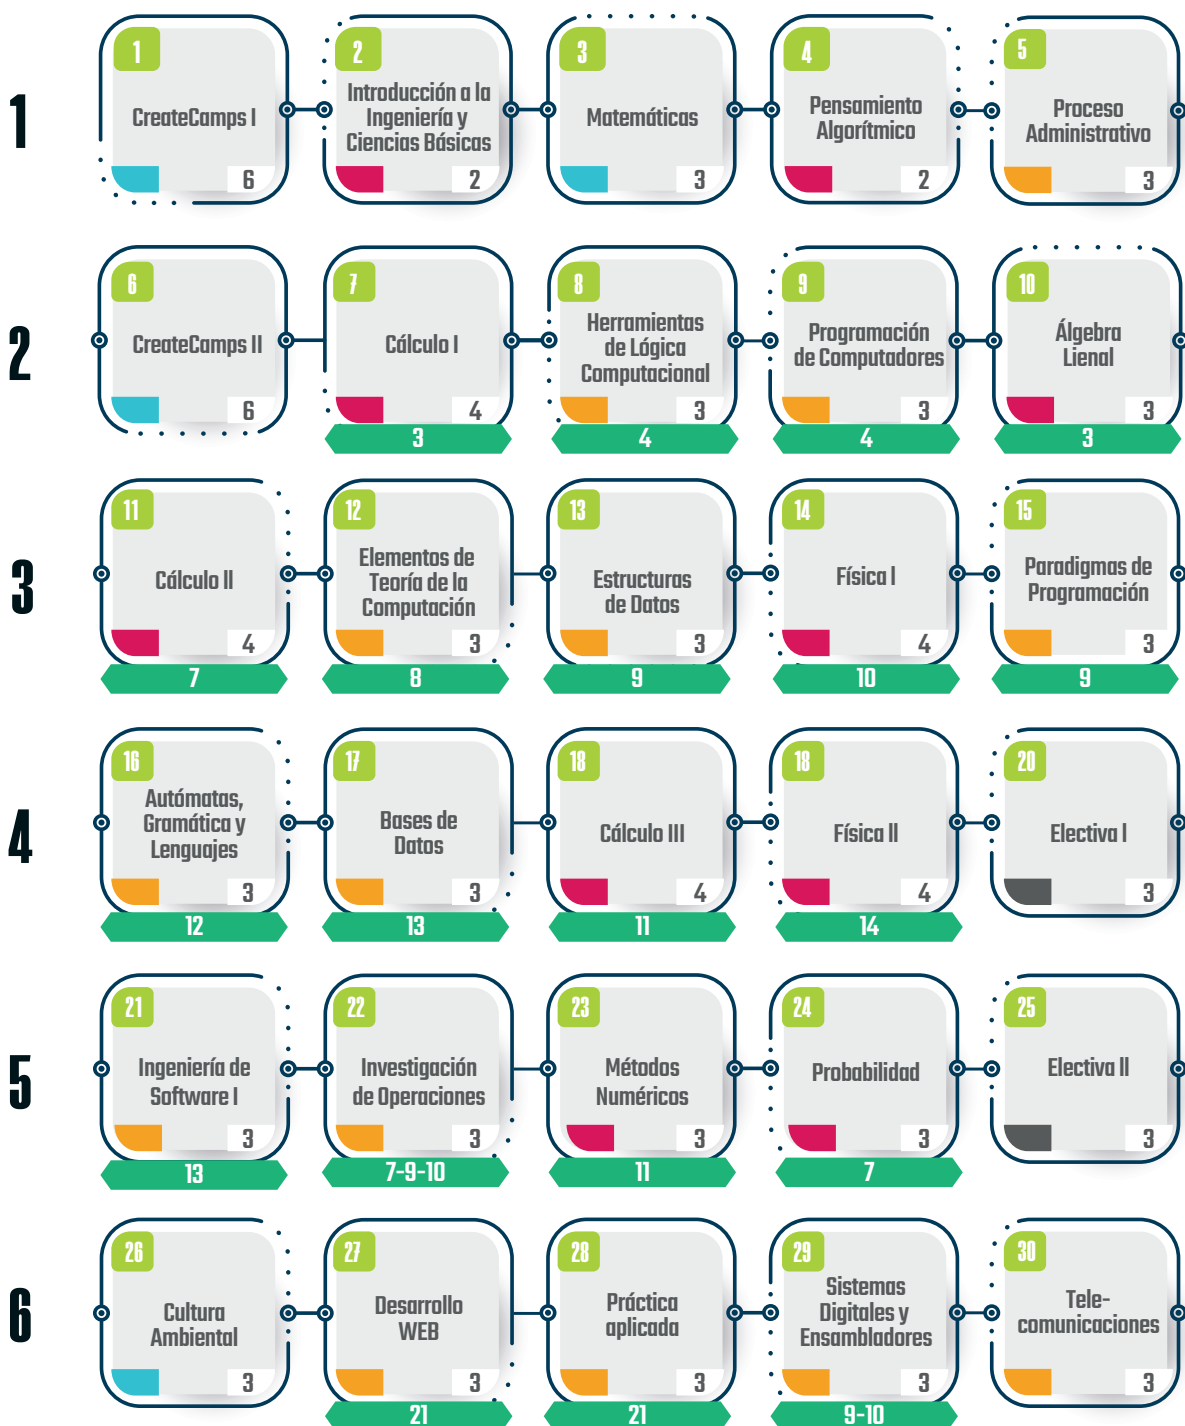 1
1
CreateCamps I
6
2
Introducción a la
Ingeniería y
Ciencias Básicas
2
3
Matemáticas
3
4
Pensamiento
Algorítmico
2
5
Proceso
Administrativo
3
2
6
CreateCamps II
6
7
Cálculo I
4
3
8
Herramientas
de Lógica
Computacional
3
4
9
Programación
de Computadores
3
4
10
Álgebra
Lienal
3
3
3
11
Cálculo II
4
7
12
Elementos de
Teoría de la
Computación
3
8
13
Estructuras
de Datos
3
9
14
Física I
4
10
15
Paradigmas de
Programación
3
9
4
16
Autómatas,
Gramática y
Lenguajes
3
12
17
Bases de
Datos
3
13
18
Cálculo III
4
11
18
Física II
4
14
20
Electiva I
3
5
21
Ingeniería de
Software I
3
13
22
Investigación
de Operaciones
3
7-9-10
23
Métodos
Numéricos
3
11
24
Probabilidad
3
7
25
Electiva II
3
6
26
Cultura
Ambiental
3
27
Desarrollo
WEB
3
21
28
Práctica
aplicada
3
21
29
Sistemas
Digitales y
Ensambladores
3
9-10
30
Tele-
comunicaciones
3